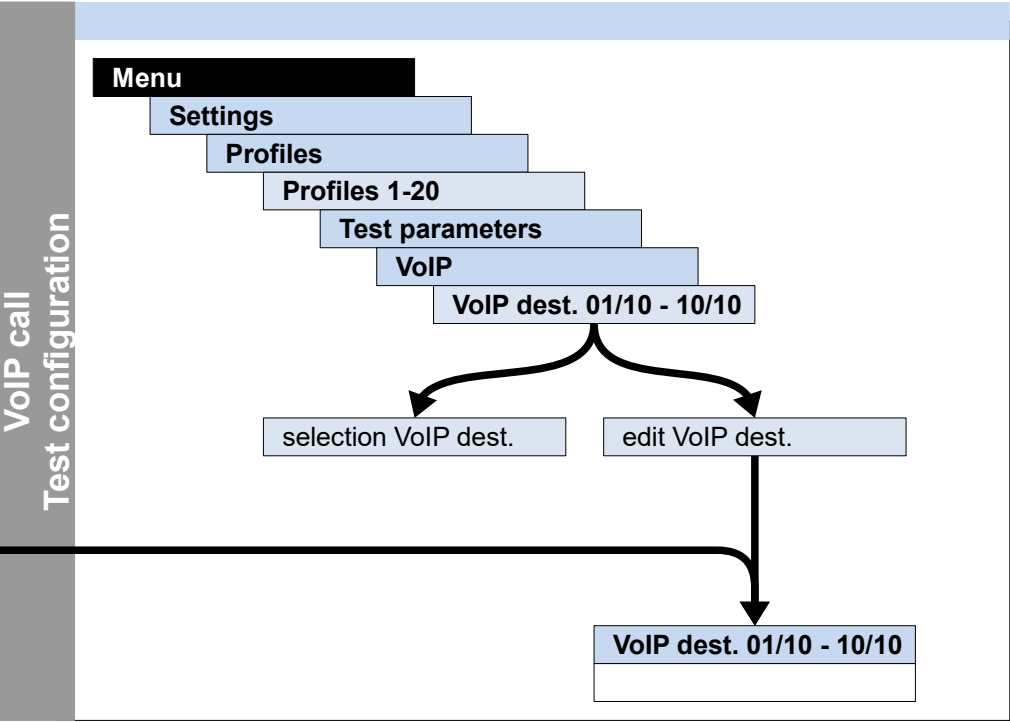 VoIP call
Test configuration
Menu
Settings
Profiles
Profiles 1-20
Test parameters
VoIP
VoIP dest. 01/10 - 10/10
selection VoIP dest.
edit VoIP dest.
VoIP dest. 01/10 - 10/10